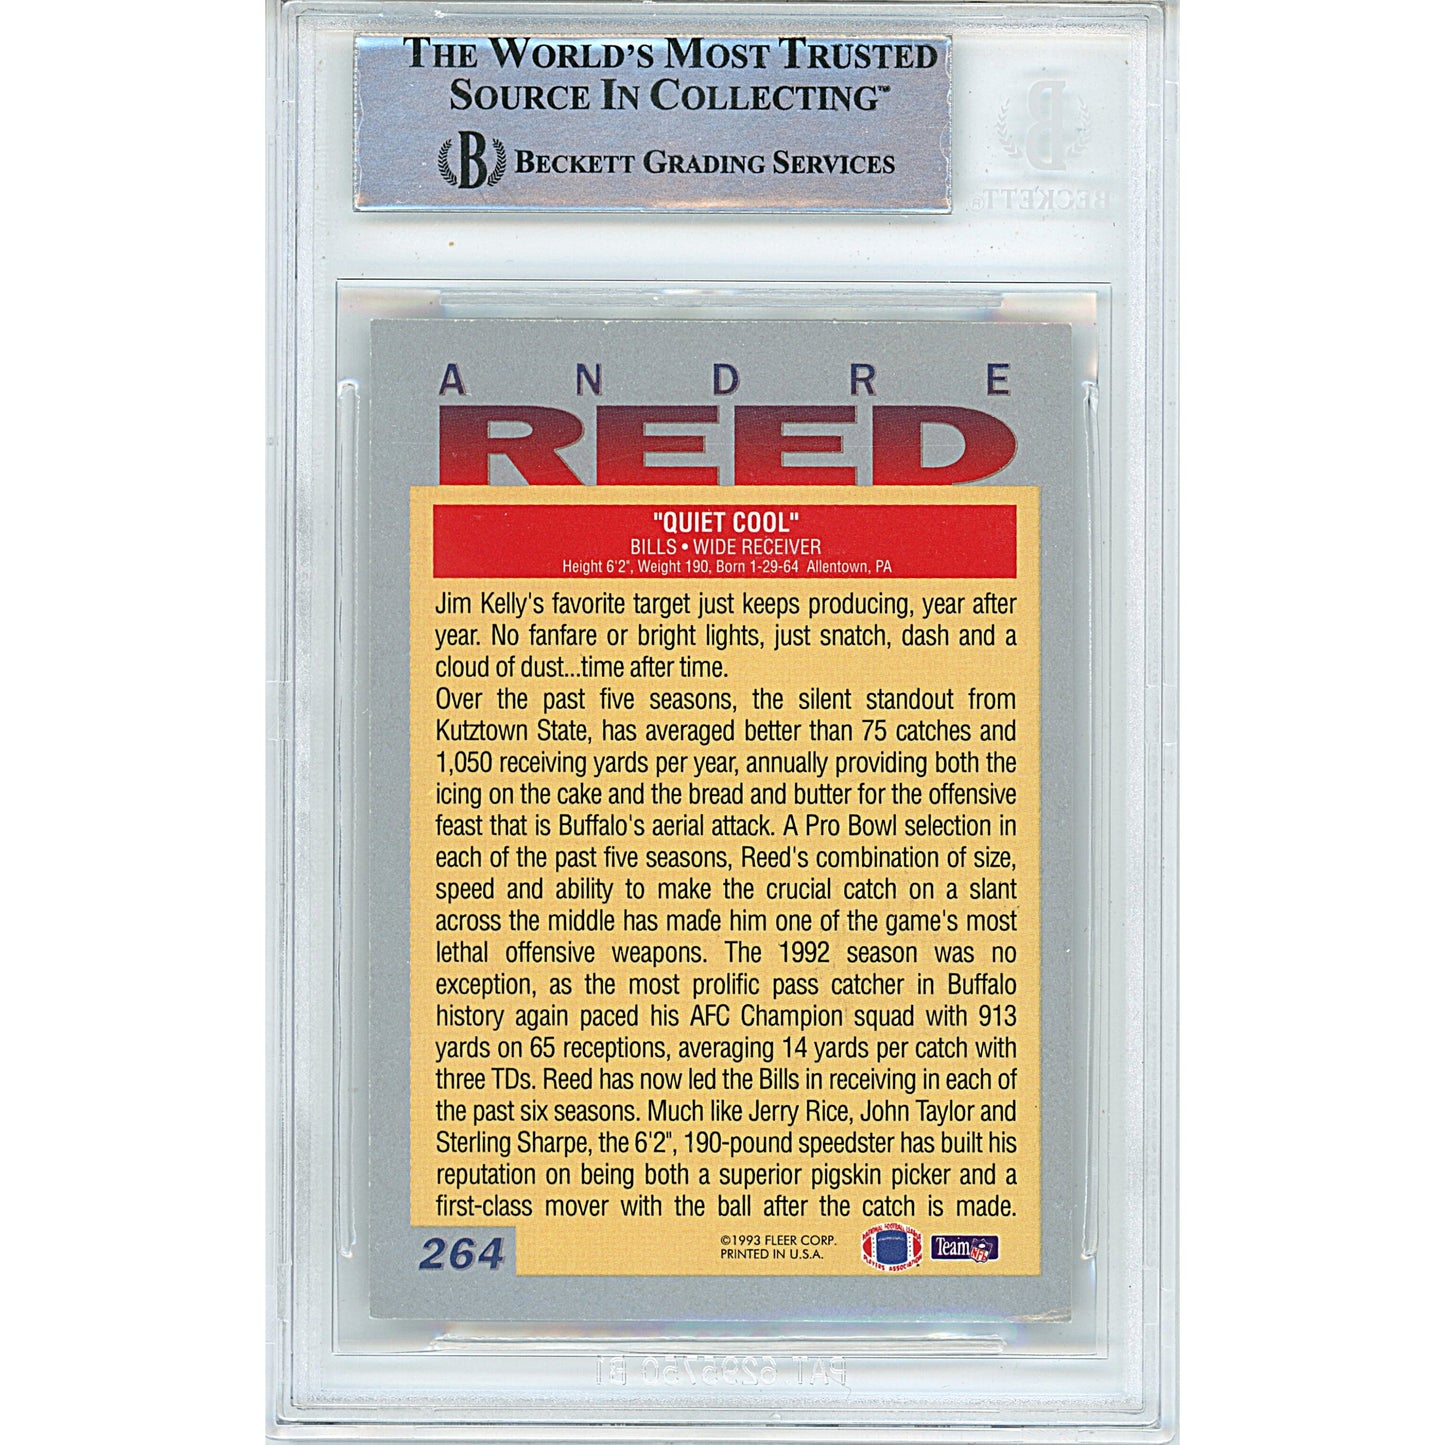 THE WORLD'S MOST TRUSTED
SOURCE IN COLLECTING™
B BECKETT GRADING SERVICES
B
BECKETT®
ANDRE
REED
"QUIET COOL"
BILLS • WIDE RECEIVER
Height 6'2", Weight 190, Born 1-29-64 Allentown, PA
Jim Kelly's favorite target just keeps producing, year after
year. No fanfare or bright lights, just snatch, dash and a
cloud of dust...time after time.
Over the past five seasons, the silent standout from
Kutztown State, has averaged better than 75 catches and
1,050 receiving yards per year, annually providing both the
icing on the cake and the bread and butter for the offensive
feast that is Buffalo's aerial attack. A Pro Bowl selection in
each of the past five seasons, Reed's combination of size,
speed and ability to make the crucial catch on a slant
across the middle has made him one of the game's most
lethal offensive weapons. The 1992 season was no
exception, as the most prolific pass catcher in Buffalo
history again paced his AFC Champion squad with 913
yards on 65 receptions, averaging 14 yards per catch with
three TDs. Reed has now led the Bills in receiving in each of
the past six seasons. Much like Jerry Rice, John Taylor and
Sterling Sharpe, the 6'2", 190-pound speedster has built his
reputation on being both a superior pigskin picker and a
first-class mover with the ball after the catch is made.
264
©1993 FLEER CORP.
PRINTED IN U.S.A.
NATIONAL FOOTBALL LEAGUE
PLAYERS ASSOCIATION
Team NFL
PAT 6295750 B1